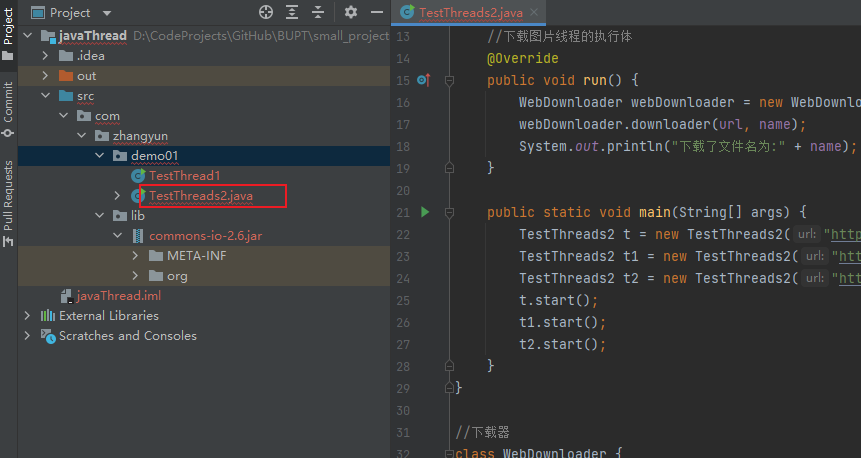 Project
Commit
Pull Requests
Project
javaThread D:\CodeProjects\GitHub\BUPT\small_project
.idea
out
src
com
zhangyun
demo01
TestThread1
TestThreads2.java
lib
commons-io-2.6.jar
META-INF
org
javaThread.iml
External Libraries
Scratches and Consoles
TestThreads2.java
13 //下载图片线程的执行体
14 @Override
15 public void run() {
16 WebDownloader webDownloader = new WebDownlo
17 webDownloader.downloader(url, name);
18 System.out.println("下载了文件名为:" + name);
19 }
20
21 public static void main(String[] args) {
22 TestThreads2 t = new TestThreads2( url: "http
23 TestThreads2 t1 = new TestThreads2( url: "htt
24 TestThreads2 t2 = new TestThreads2( url: "htt
25 t.start();
26 t1.start();
27 t2.start();
28 }
29 }
30
31 //下载器
32 class WebDownloader {